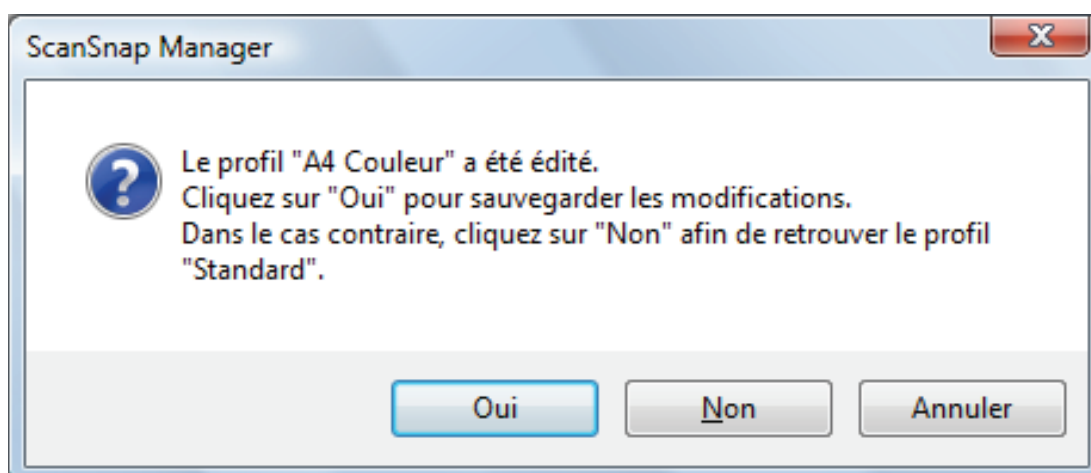 ScanSnap Manager
Le profil "A4 Couleur" a été édité.
Cliquez sur "Oui" pour sauvegarder les modifications.
Dans le cas contraire, cliquez sur "Non" afin de retrouver le profil
"Standard".
Oui
Non
Annuler